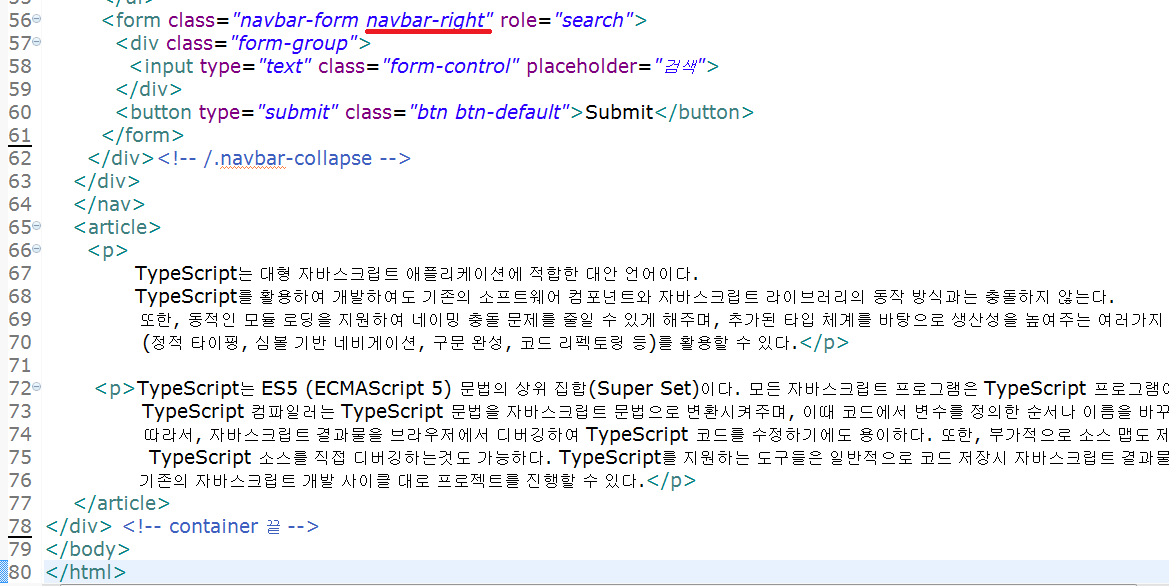 56 <form class="navbar-form navbar-right" role="search">
57 <div class="form-group">
58 <input type="text" class="form-control" placeholder="검색">
59 </div>
60 <button type="submit" class="btn btn-default">Submit</button>
61 </form>
62 </div><!-- /.navbar-collapse -->
63 </div>
64 </nav>
65 <article>
66 <p>
67 TypeScript는 대형 자바스크립트 애플리케이션에 적합한 대안 언어이다.
68 TypeScript를 활용하여 개발하여도 기존의 소프트웨어 컴포넌트와 자바스크립트 라이브러리의 동작 방식과는 충돌하지 않는다.
69 또한, 동적인 모듈 로딩을 지원하여 네이밍 충돌 문제를 줄일 수 있게 해주며, 추가된 타입 체계를 바탕으로 생산성을 높여주는 여러가지
70 (정적 타이핑, 심볼 기반 네비게이션, 구문 완성, 코드 리펙토링 등)를 활용할 수 있다.</p>
71
72 <p>TypeScript는 ES5 (ECMAScript 5) 문법의 상위 집합(Super Set)이다. 모든 자바스크립트 프로그램은 TypeScript 프로그램이
73 TypeScript 컴파일러는 TypeScript 문법을 자바스크립트 문법으로 변환시켜주며, 이때 코드에서 변수를 정의한 순서나 이름을 바꾸
74 따라서, 자바스크립트 결과물을 브라우저에서 디버깅하여 TypeScript 코드를 수정하기에도 용이하다. 또한, 부가적으로 소스 맵도 제
75 TypeScript 소스를 직접 디버깅하는것도 가능하다. TypeScript를 지원하는 도구들은 일반적으로 코드 저장시 자바스크립트 결과물
76 기존의 자바스크립트 개발 사이클 대로 프로젝트를 진행할 수 있다.</p>
77 </article>
78 </div> <!-- container 끝 -->
79 </body>
80 </html>